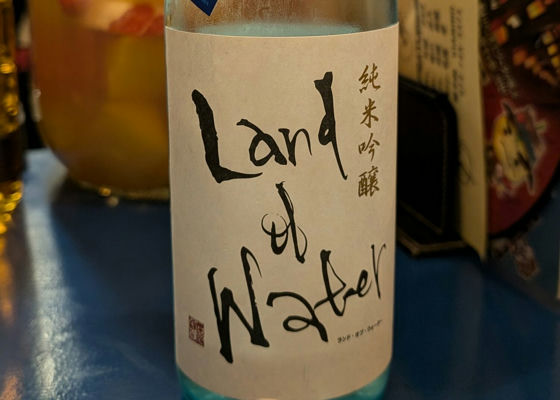 Land
of
Water
純米吟醸
ランド・オブ・ウォーター